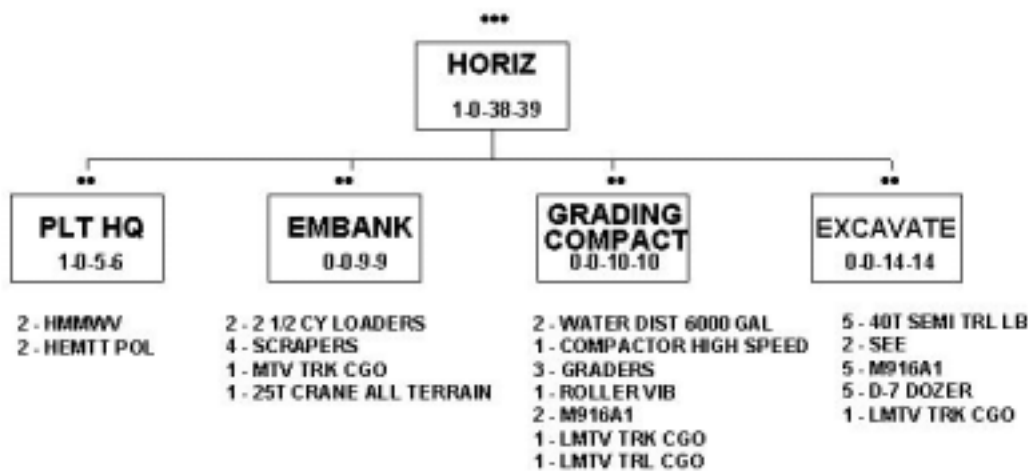 HORIZ
1-0-38-39
PLT HQ
1-0-5-6
2 - HMMWV
2 - HEMTT POL
EMBANK
0-0-9-9
2 - 2 1/2 CY LOADERS
4 - SCRAPERS
1 - MTV TRK CGO
1 - 25T CRANE ALL TERRAIN
GRADING
COMPACT
0-0-10-10
2 - WATER DIST 6000 GAL
1 - COMPACTOR HIGH SPEED
3 - GRADERS
1 - ROLLER VIB
2 - M916A1
1 - LMTV TRK CGO
1 - LMTV TRL CGO
EXCAVATE
0-0-14-14
5 - 40T SEMI TRL LB
2 - SEE
5 - M916A1
5 - D-7 DOZER
1 - LMTV TRK CGO